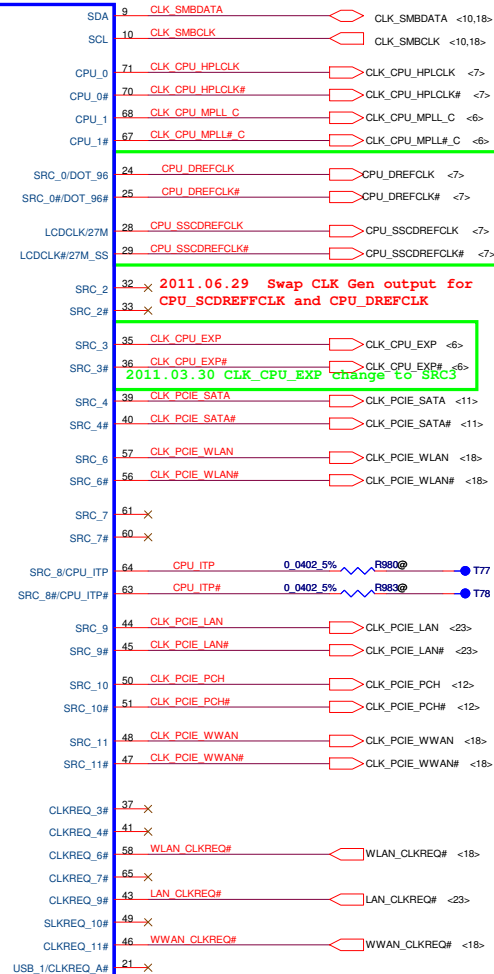 SDA 9 CLK_SMBDATA CLK_SMBDATA <10,18>
SCL 10 CLK_SMBCLK CLK_SMBCLK <10,18>
CPU_0 71 CLK_CPU_HPLCLK CLK_CPU_HPLCLK <7>
CPU_0# 70 CLK_CPU_HPLCLK# CLK_CPU_HPLCLK# <7>
CPU_1 68 CLK_CPU_MPLL_C CLK_CPU_MPLL_C <6>
CPU_1# 67 CLK_CPU_MPLL#_C CLK_CPU_MPLL#_C <6>
SRC_0/DOT_96 24 CPU_DREFCLK CPU_DREFCLK <7>
SRC_0#/DOT_96# 25 CPU_DREFCLK# CPU_DREFCLK# <7>
LCDCLK/27M 28 CPU_SSCDREFCLK CPU_SSCDREFCLK <7>
LCDCLK#/27M_SS 29 CPU_SSCDREFCLK# CPU_SSCDREFCLK# <7>
SRC_2 32 2011.06.29 Swap CLK Gen output for
SRC_2# 33 CPU_SCDREFFCLK and CPU_DREFCLK
SRC_3 35 CLK_CPU_EXP CLK_CPU_EXP <6>
SRC_3# 36 CLK_CPU_EXP# CLK_CPU_EXP# <6>
2011.03.30 CLK_CPU_EXP change to SRC3
SRC_4 39 CLK_PCIE_SATA CLK_PCIE_SATA <11>
SRC_4# 40 CLK_PCIE_SATA# CLK_PCIE_SATA# <11>
SRC_6 57 CLK_PCIE_WLAN CLK_PCIE_WLAN <18>
SRC_6# 56 CLK_PCIE_WLAN# CLK_PCIE_WLAN# <18>
SRC_7 61
SRC_7# 60
SRC_8/CPU_ITP 64 CPU_ITP 0_0402_5% R980@ T77
SRC_8#/CPU_ITP# 63 CPU_ITP# 0_0402_5% R983@ T78
SRC_9 44 CLK_PCIE_LAN CLK_PCIE_LAN <23>
SRC_9# 45 CLK_PCIE_LAN# CLK_PCIE_LAN# <23>
SRC_10 50 CLK_PCIE_PCH CLK_PCIE_PCH <12>
SRC_10# 51 CLK_PCIE_PCH# CLK_PCIE_PCH# <12>
SRC_11 48 CLK_PCIE_WWAN CLK_PCIE_WWAN <18>
SRC_11# 47 CLK_PCIE_WWAN# CLK_PCIE_WWAN# <18>
CLKREQ_3# 37
CLKREQ_4# 41
CLKREQ_6# 58 WLAN_CLKREQ# WLAN_CLKREQ# <18>
CLKREQ_7# 65
CLKREQ_9# 43 LAN_CLKREQ# LAN_CLKREQ# <23>
SLKREQ_10# 49
CLKREQ_11# 46 WWAN_CLKREQ# WWAN_CLKREQ# <18>
USB_1/CLKREQ_A# 21